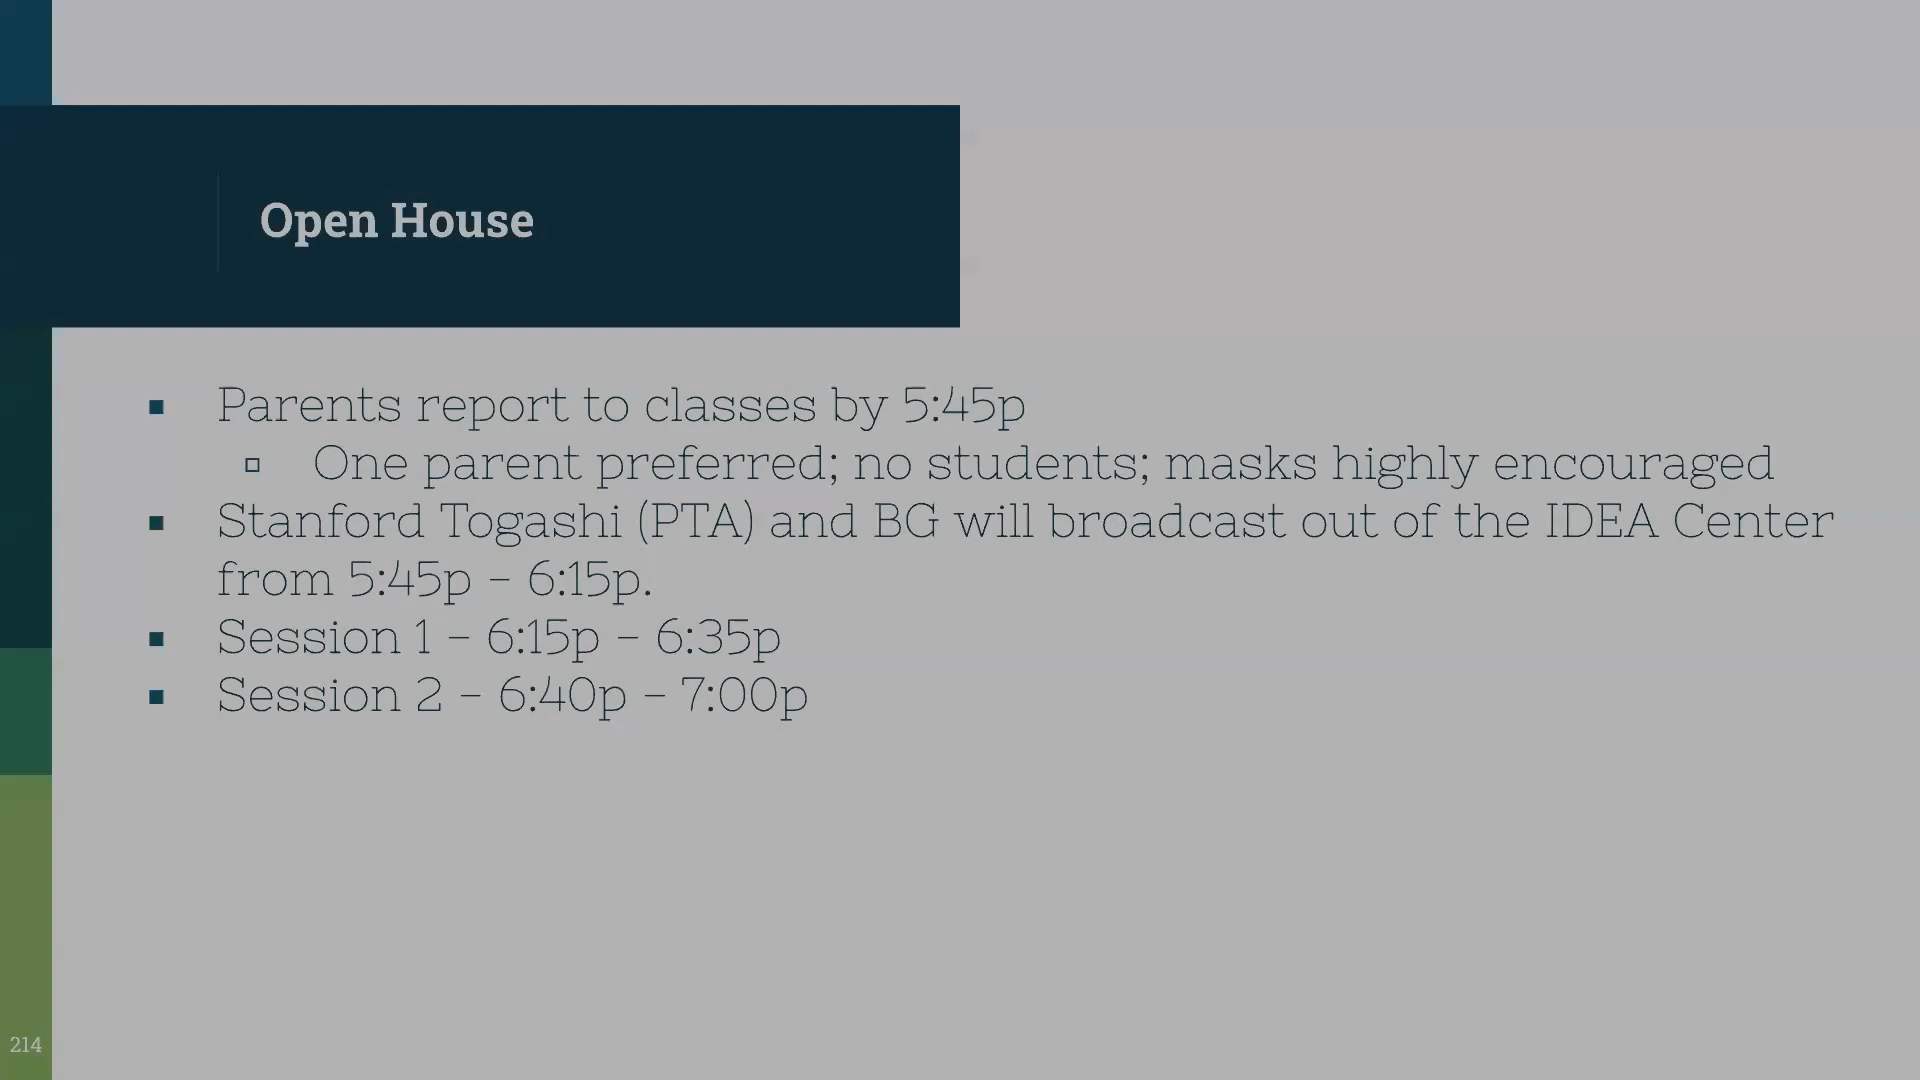 Open House
▪ Parents report to classes by 5:45p
▫ One parent preferred; no students; masks highly encouraged
▪ Stanford Togashi (PTA) and BG will broadcast out of the IDEA Center
from 5:45p – 6:15p.
▪ Session 1 – 6:15p – 6:35p
▪ Session 2 – 6:40p – 7:00p
214